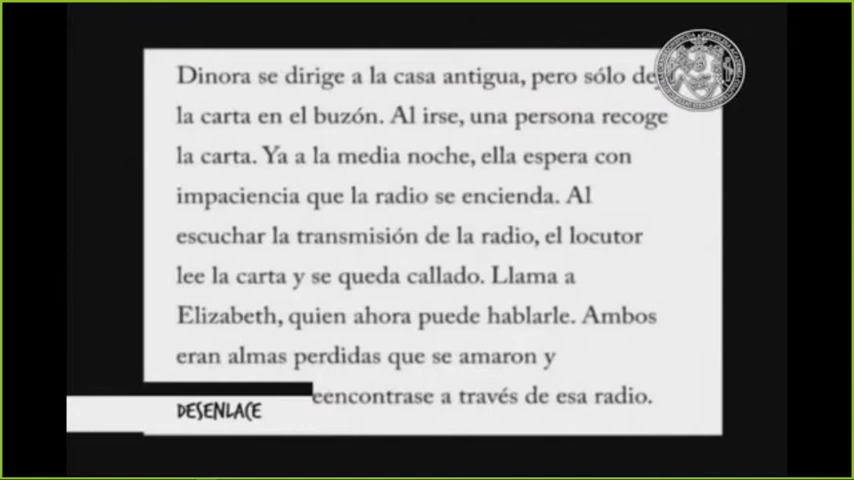 Dinora se dirige a la casa antigua, pero sólo
la carta en el buzón. Al irse, una persona recoge
la carta. Ya a la media noche, ella espera con
impaciencia que la radio se encienda. Al
escuchar la transmisión de la radio, el locutor
lee la carta y se queda callado. Llama a
Elizabeth, quien ahora puede hablarle. Ambos
eran almas perdidas que se amaron y
eencontrase a través de esa radio.
DESENLACE